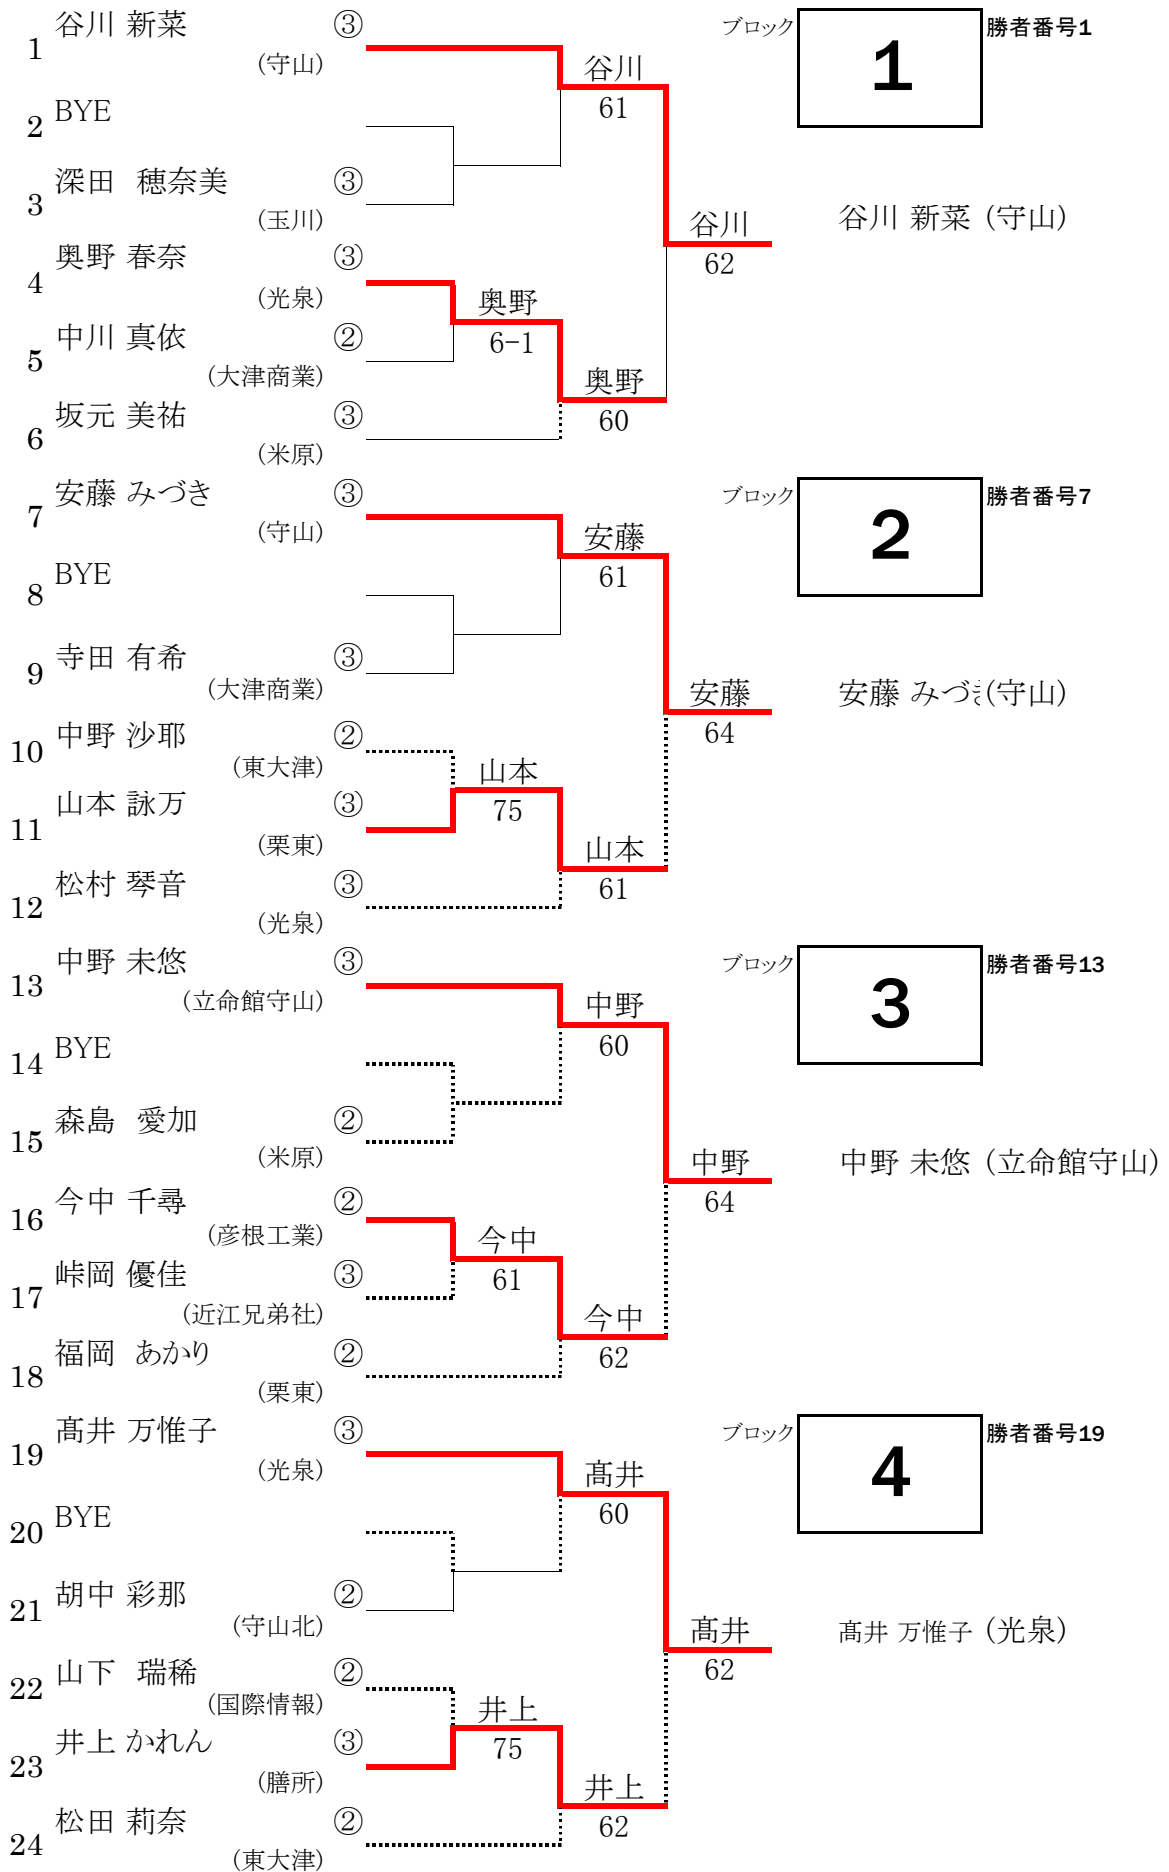 谷川 新菜 ③
1
(守山)
谷川
61
ブロック
1
勝者番号1
2 BYE
深田 穂奈美 ③
3
(玉川)
谷川
62
谷川 新菜 (守山)
奥野 春奈 ③
4
(光泉)
奥野
6-1
中川 真依 ②
5
(大津商業)
奥野
60
坂元 美祐 ③
6
(米原)
安藤 みづき ③
7
(守山)
安藤
61
ブロック
2
勝者番号7
8 BYE
寺田 有希 ③
9
(大津商業)
安藤
64
安藤 みづき(守山)
中野 沙耶 ②
10
(東大津)
山本
75
山本 詠万 ③
11
(栗東)
山本
61
松村 琴音 ③
12
(光泉)
中野 未悠 ③
13
(立命館守山)
中野
60
ブロック
3
勝者番号13
14 BYE
森島 愛加 ②
15
(米原)
中野
64
中野 未悠 (立命館守山)
今中 千尋 ②
16
(彦根工業)
今中
61
峠岡 優佳 ③
17
(近江兄弟社)
今中
62
福岡 あかり ②
18
(栗東)
髙井 万惟子 ③
19
(光泉)
髙井
60
ブロック
4
勝者番号19
20 BYE
胡中 彩那 ②
21
(守山北)
髙井
62
髙井 万惟子 (光泉)
山下 瑞稀 ②
22
(国際情報)
井上
75
井上 かれん ③
23
(膳所)
井上
62
松田 莉奈 ②
24
(東大津)